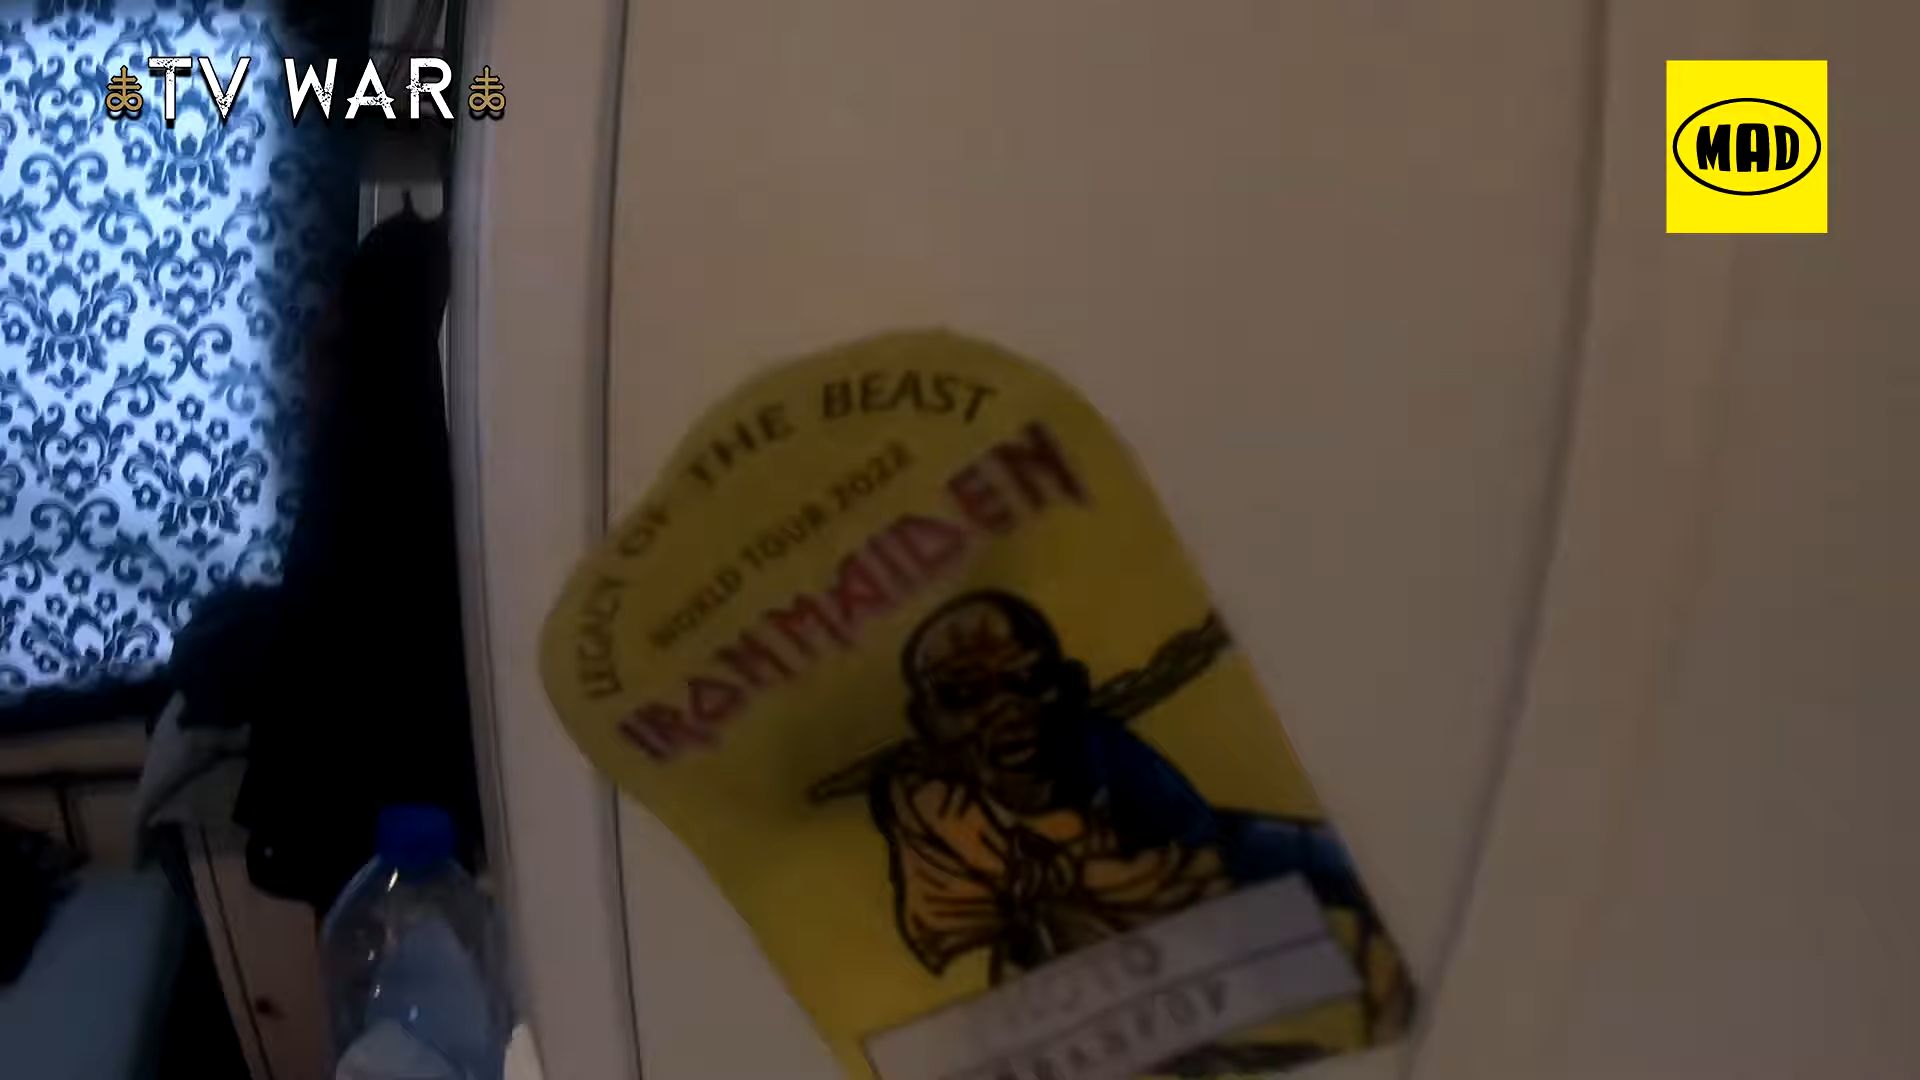 TV WAR
MAD
LEGACY OF THE BEAST
WORLD TOUR 2022
IRON MAIDEN